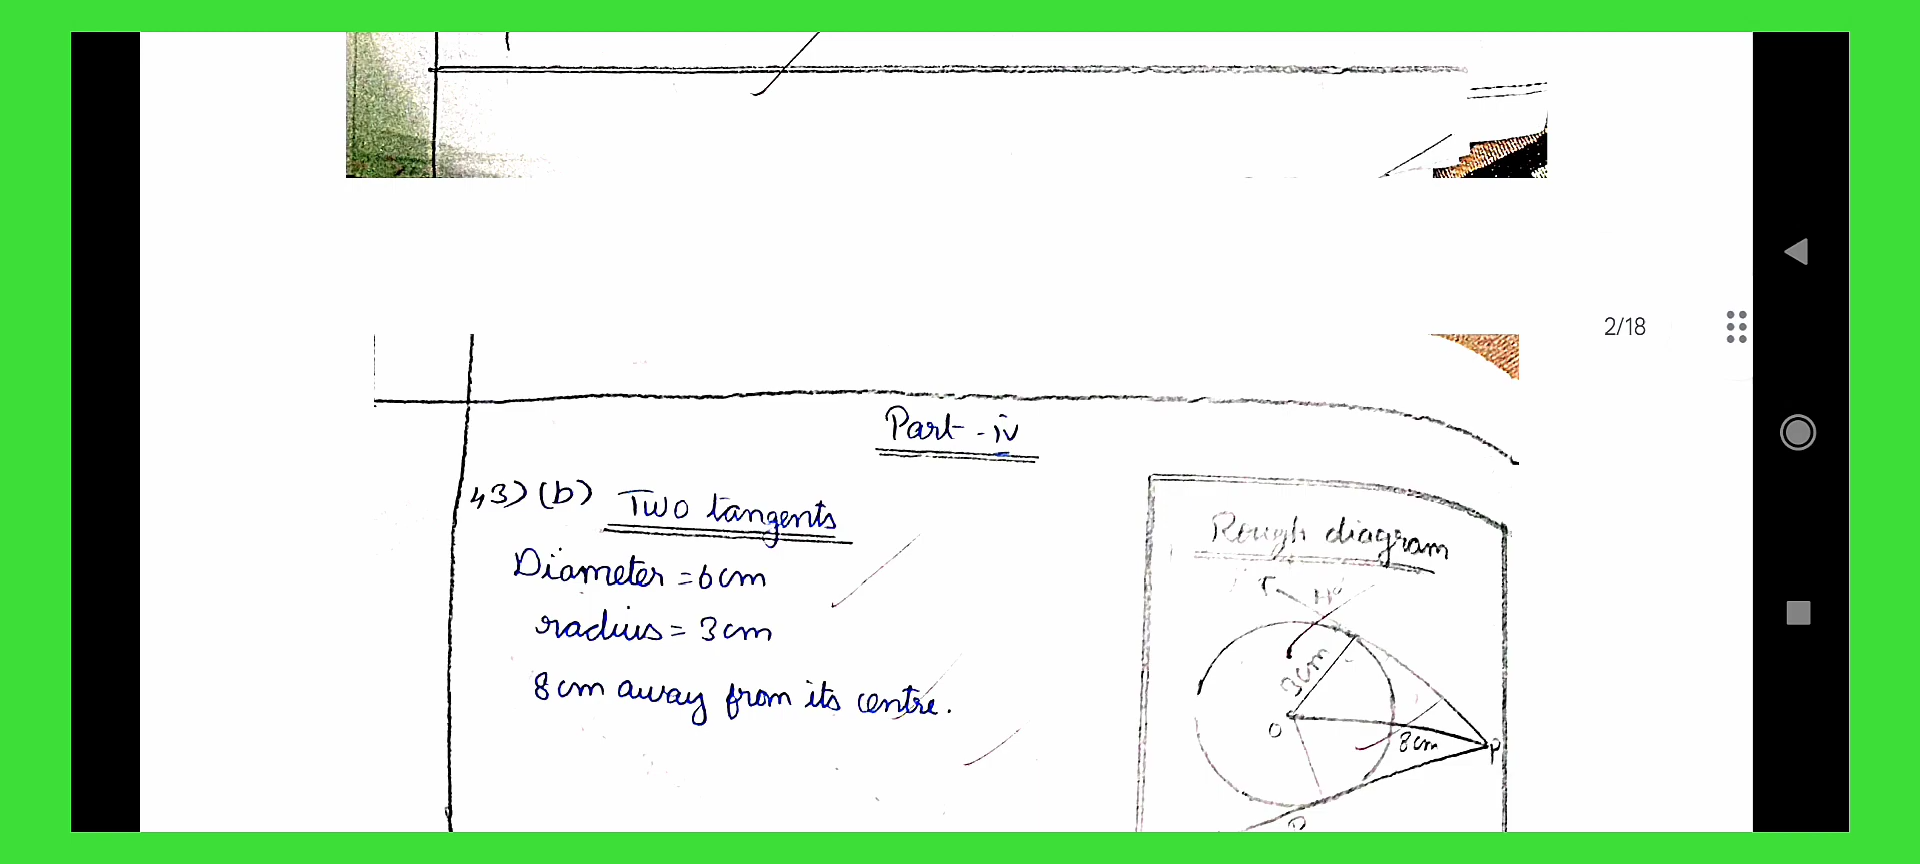 2/18
Part - iv
43) (b) Two tangents
Diameter = 6cm
radius = 3cm
8cm away from its centre.
Rough diagram
T
3cm
O
8cm
P